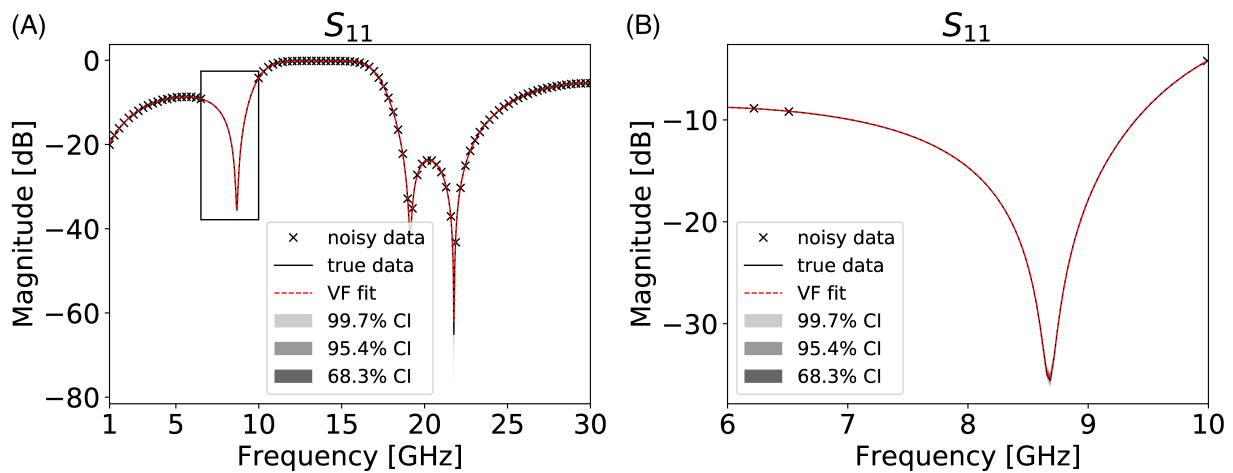 (A)
S11
0
−20
−40
−60
−80
Magnitude [dB]
noisy data
true data
VF fit
99.7% CI
95.4% CI
68.3% CI
1
5
10
15
20
25
30
Frequency [GHz]
(B)
S11
−10
−20
−30
Magnitude [dB]
noisy data
true data
VF fit
99.7% CI
95.4% CI
68.3% CI
6
7
8
9
10
Frequency [GHz]